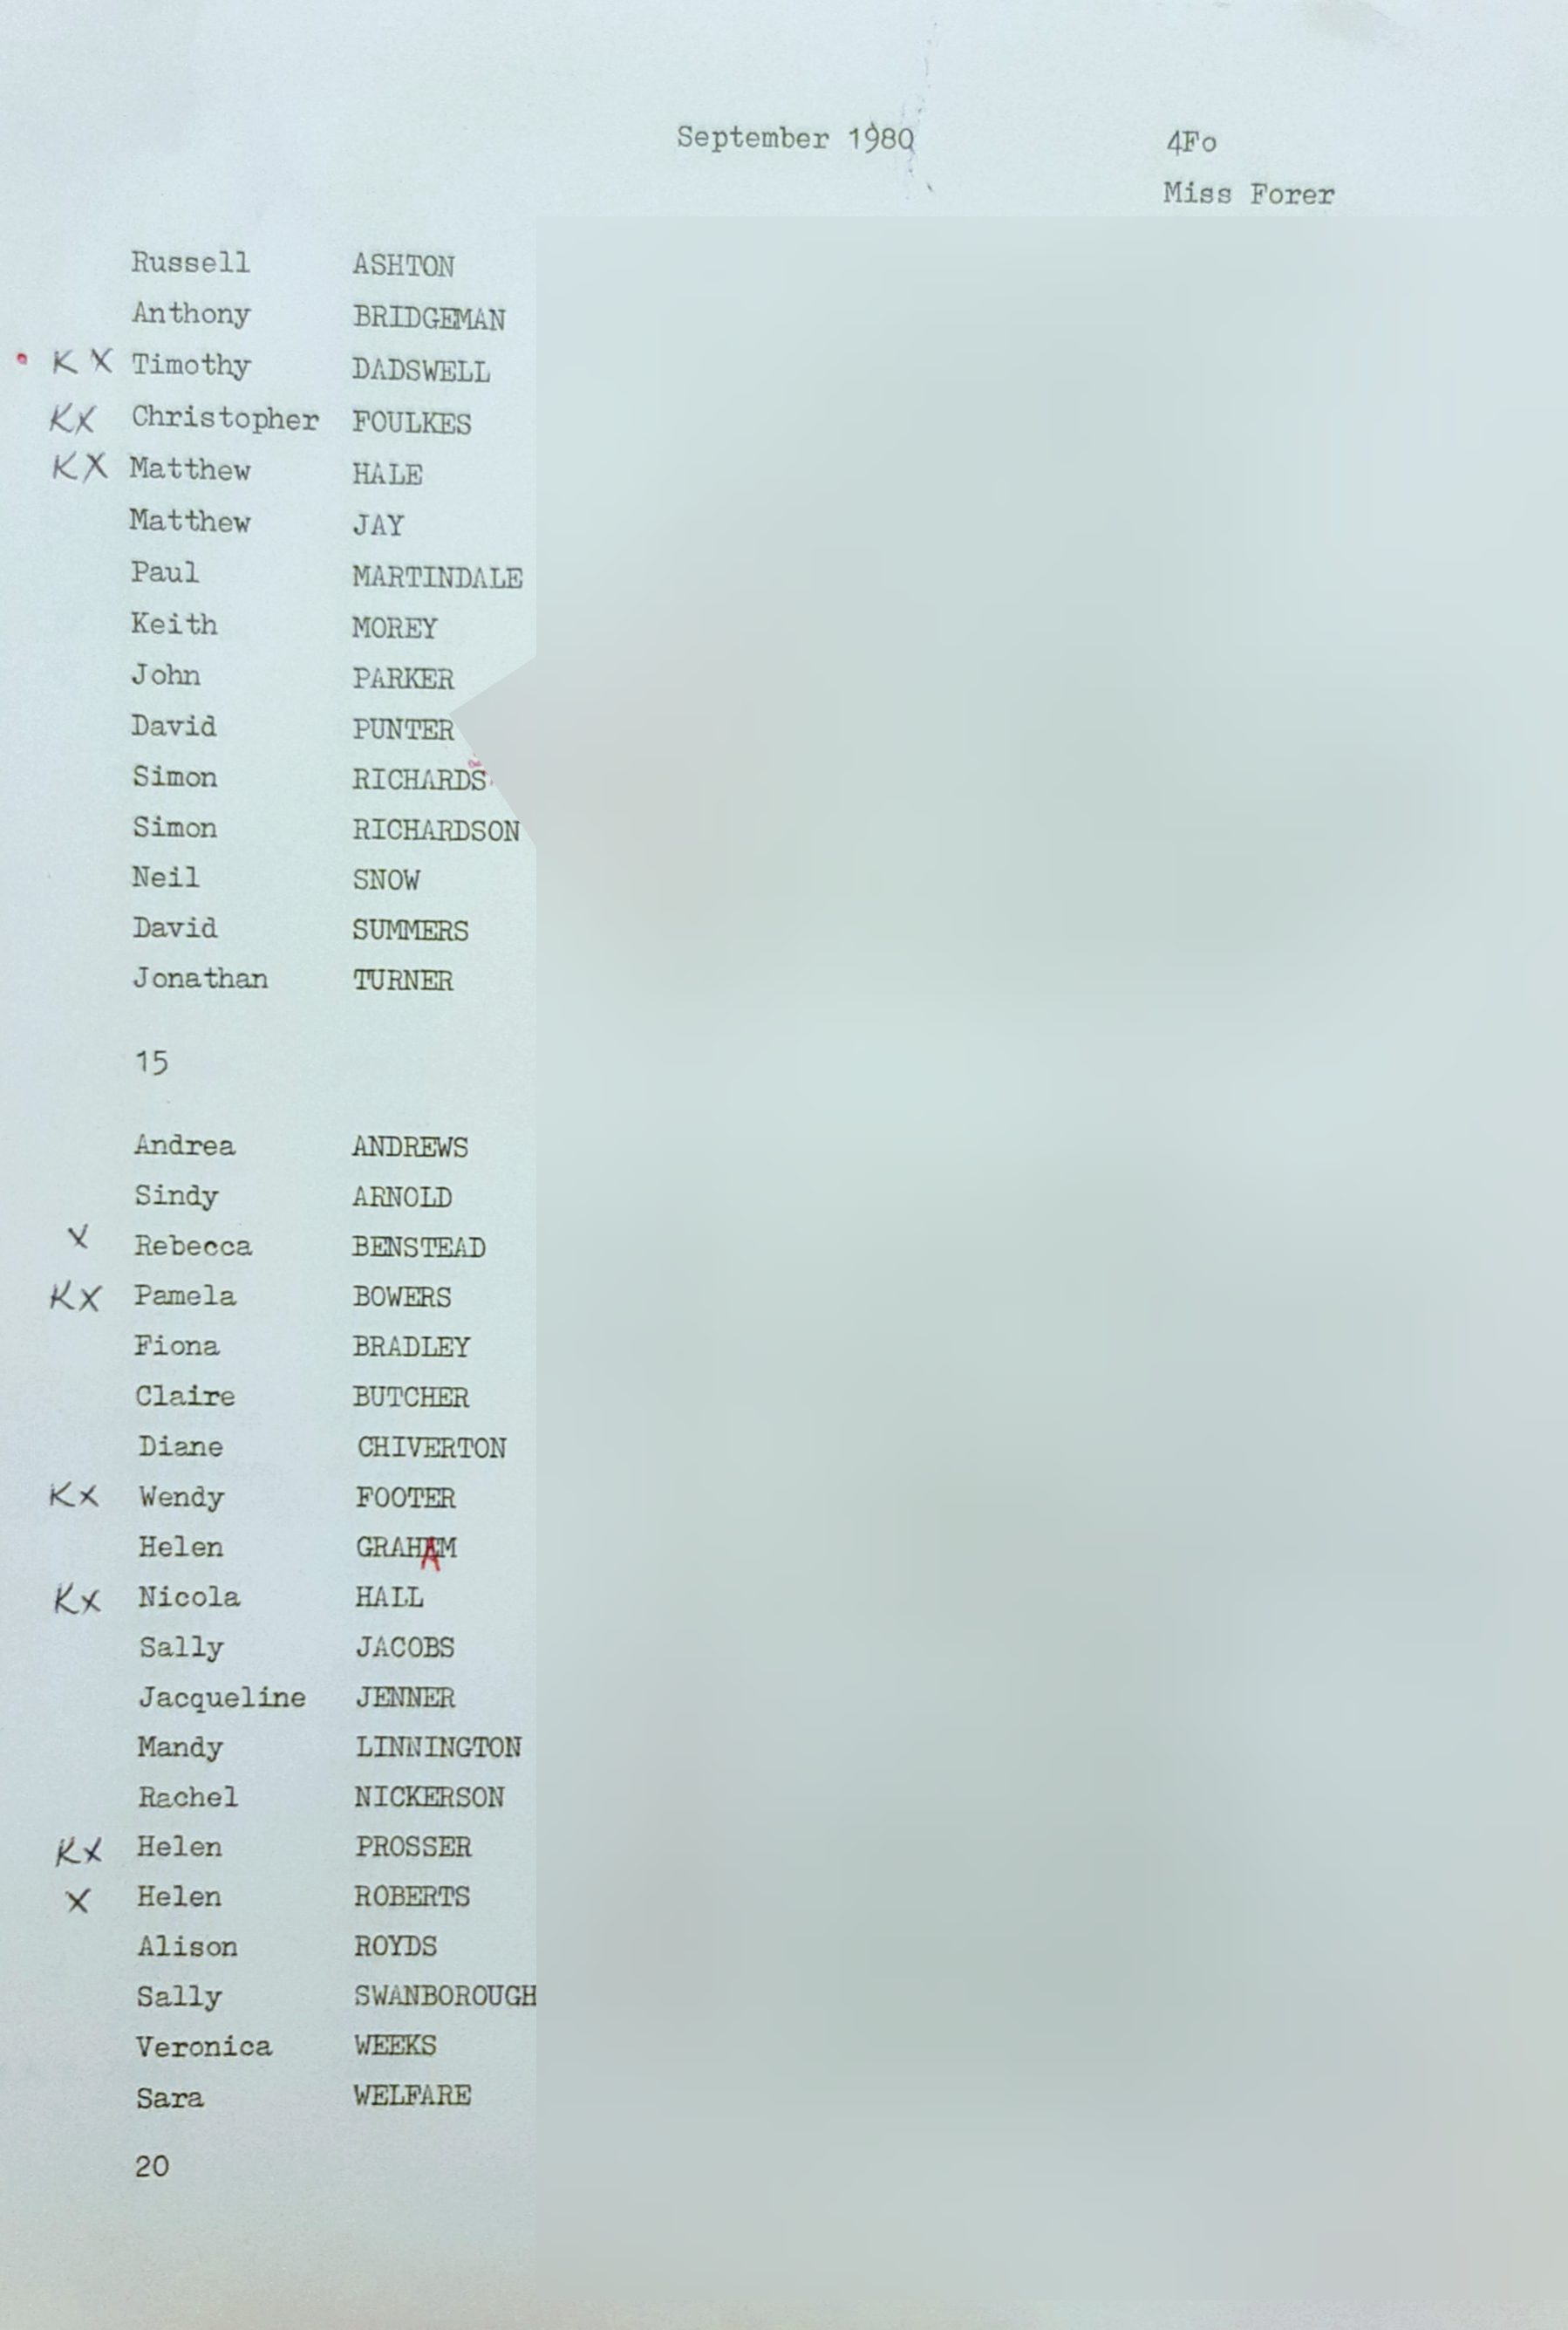 September 1980 4Fo
Miss Forer
Russell ASHTON
Anthony BRIDGEMAN
K X Timothy DADSWELL
KX Christopher FOULKES
KX Matthew HALE
Matthew JAY
Paul MARTINDALE
Keith MOREY
John PARKER
David PUNTER
Simon RICHARDS
Simon RICHARDSON
Neil SNOW
David SUMMERS
Jonathan TURNER
15
Andrea ANDREWS
Sindy ARNOLD
X Rebecca BENSTEAD
KX Pamela BOWERS
Fiona BRADLEY
Claire BUTCHER
Diane CHIVERTON
Kx Wendy FOOTER
Helen GRAHAM
Kx Nicola HALL
Sally JACOBS
Jacqueline JENNER
Mandy LINNINGTON
Rachel NICKERSON
Kx Helen PROSSER
X Helen ROBERTS
Alison ROYDS
Sally SWANBOROUGH
Veronica WEEKS
Sara WELFARE
20